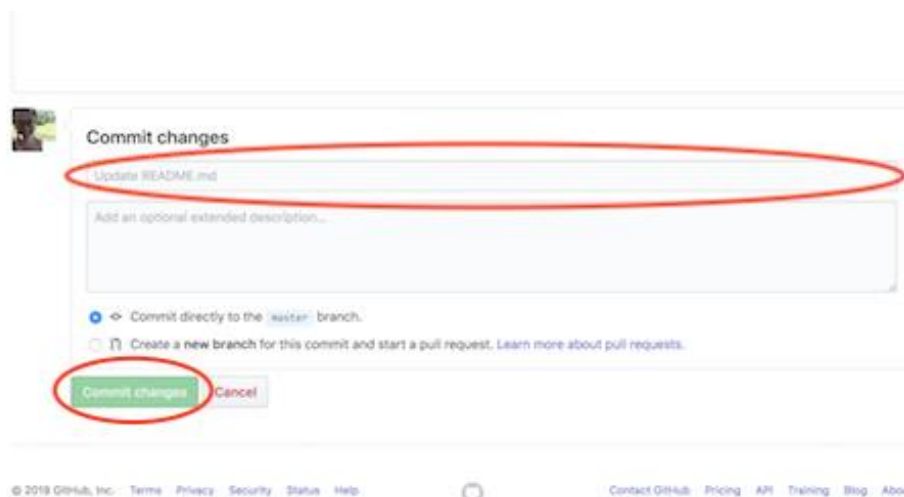 Commit changes
Update README.md
Add an optional extended description...
Commit directly to the master branch.
Create a new branch for this commit and start a pull request. Learn more about pull requests.
Commit changes Cancel
© 2019 GitHub, Inc. Terms Privacy Security Status Help Contact GitHub Pricing API Training Blog Abou